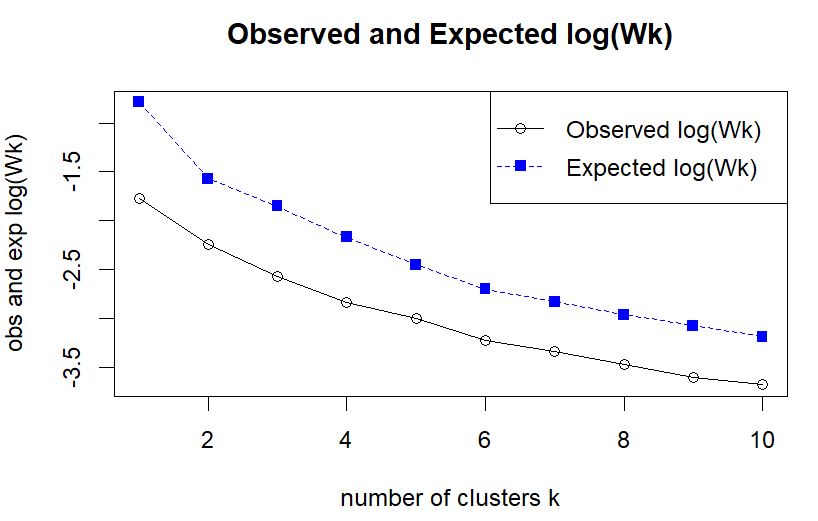 Observed and Expected log(Wk)
Observed log(Wk)
Expected log(Wk)
obs and exp log(Wk)
-1.5
-2.5
-3.5
2
4
6
8
10
number of clusters k